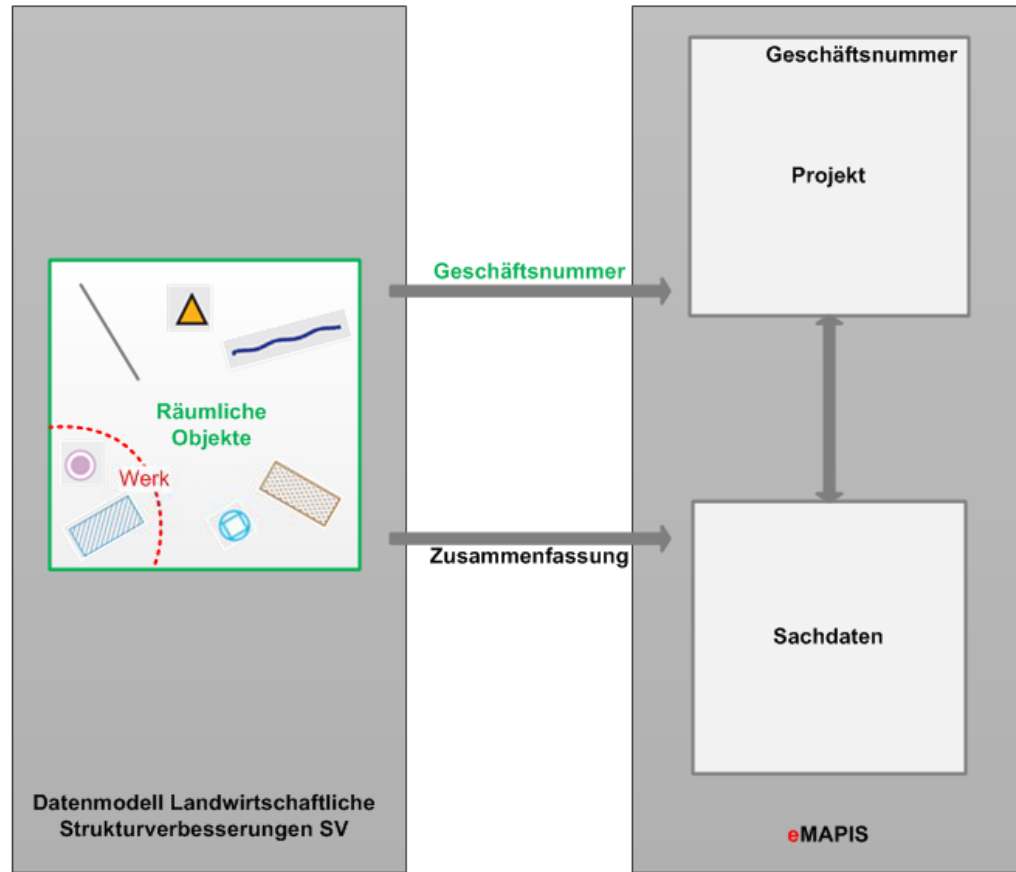 Geschäftsnummer
Projekt
Geschäftsnummer
Räumliche
Objekte
Werk
Zusammenfassung
Sachdaten
Datenmodell Landwirtschaftliche
Strukturverbesserungen SV
eMAPIS